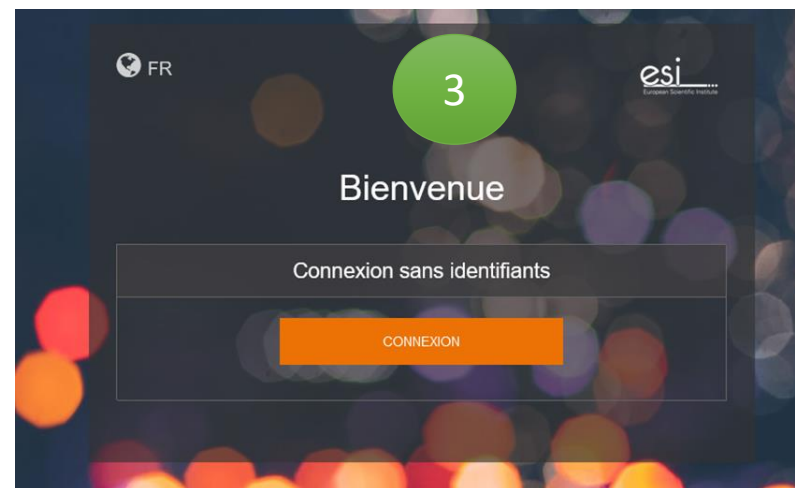 FR
3
esi
European Scientific Institute
Bienvenue
Connexion sans identifiants
CONNEXION